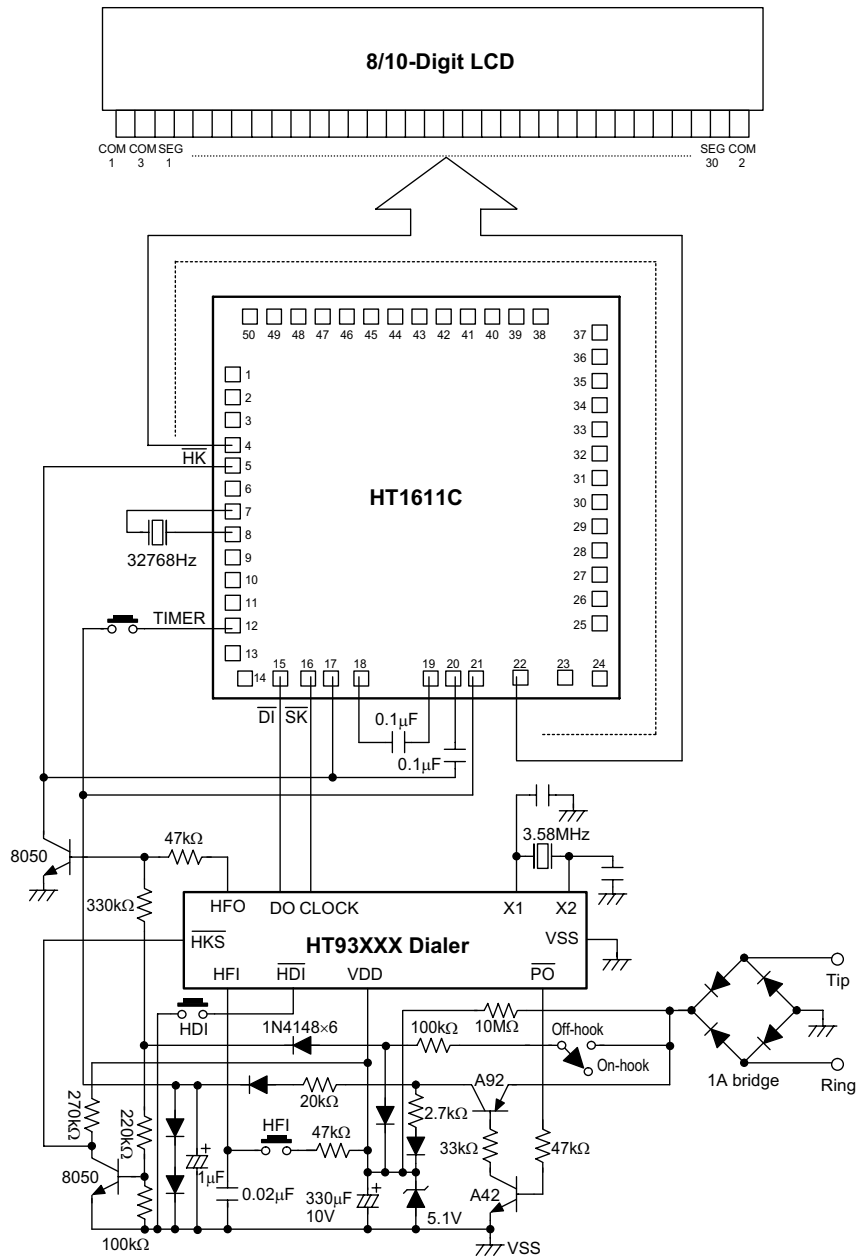 8/10-Digit LCD
COM COM SEG SEG COM
1 3 1 30 2
50 49 48 47 46 45 44 43 42 41 40 39 38
37
36
35
34
33
32
31
30
29
28
27
26
25
1
2
3
4
HK
5
6
7
8
32768Hz
9
10
11
TIMER
12
13
HT1611C
14 15 16 17 18 19 20 21 22 23 24
DI SK
0.1μF
0.1μF
3.58MHz
8050
47kΩ
330kΩ
HFO DO CLOCK X1 X2
HKS
HT93XXX Dialer
VSS
HFI HDI VDD PO
HDI
1N4148×6
100kΩ
10MΩ
Off-hook
On-hook
Tip
1A bridge
Ring
A92
20kΩ
2.7kΩ
270kΩ
220kΩ
HFI
47kΩ
33kΩ
47kΩ
8050
+
1μF
0.02μF
330μF
10V
+
A42
5.1V
100kΩ
VSS